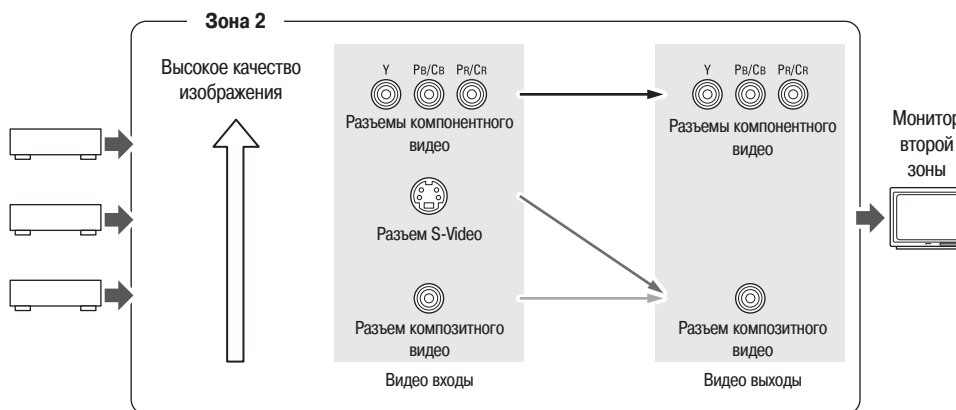 Зона 2
Высокое качество
изображения
Y PB/CB PR/CR
Разъемы компонентного
видео
Разъем S-Video
Разъем композитного
видео
Видео входы
Y PB/CB PR/CR
Разъемы компонентного
видео
Разъем композитного
видео
Видео выходы
Монитор
второй
зоны